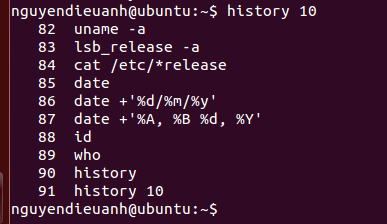 nguyendieuanh@ubuntu:~$ history 10
82 uname -a
83 lsb_release -a
84 cat /etc/*release
85 date
86 date +'%d/%m/%y'
87 date +'%A, %B %d, %Y'
88 id
89 who
90 history
91 history 10
nguyendieuanh@ubuntu:~$